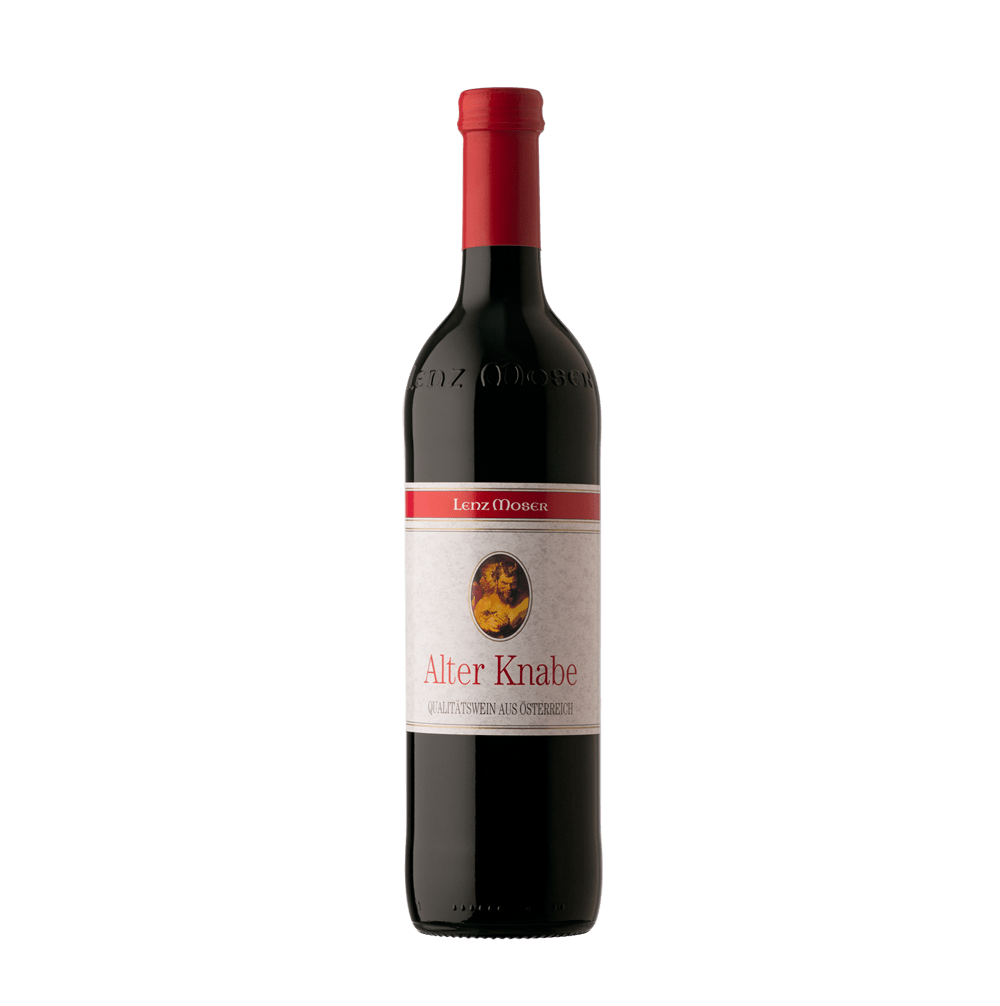 Lenz Moser
Lenz Moser
Alter Knabe
QUALITÄTSWEIN AUS ÖSTERREICH